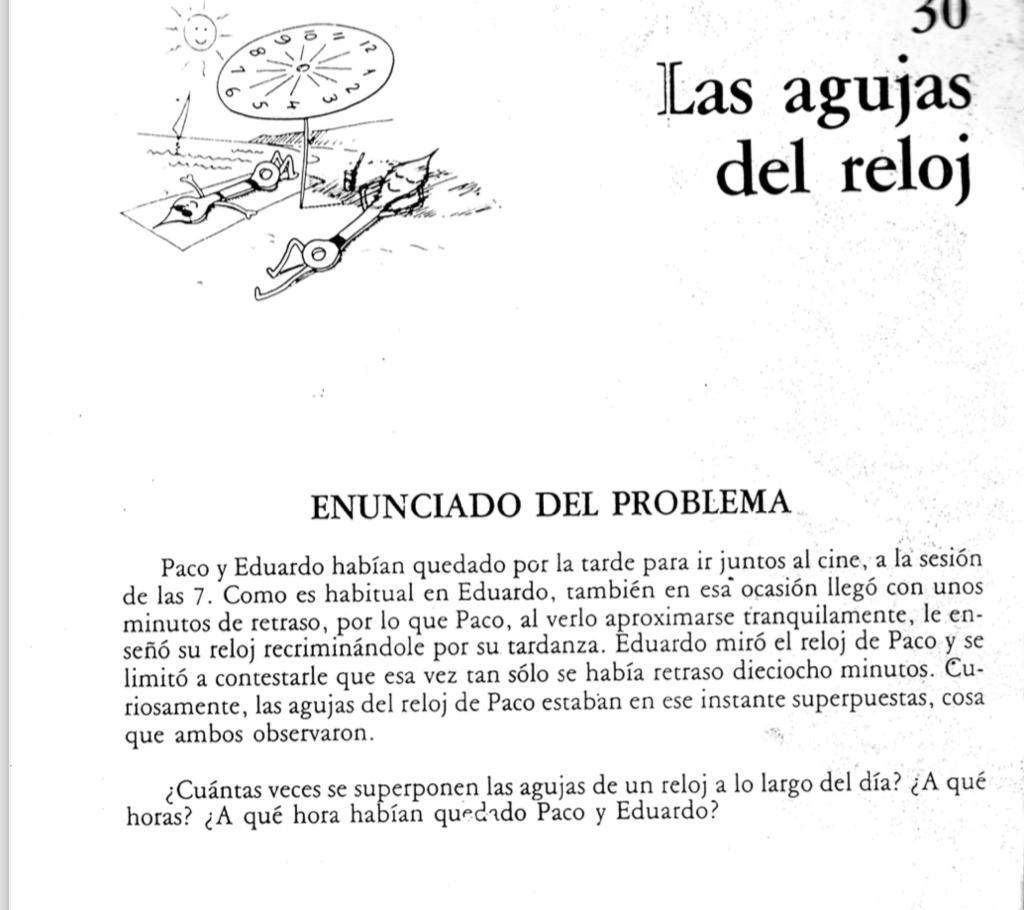 30
Las agujas
del reloj
9 10 11 12
8 1
7 2
6 5 4 3
ENUNCIADO DEL PROBLEMA
Paco y Eduardo habían quedado por la tarde para ir juntos al cine, a la sesión
de las 7. Como es habitual en Eduardo, también en esa ocasión llegó con unos
minutos de retraso, por lo que Paco, al verlo aproximarse tranquilamente, le en-
señó su reloj recriminándole por su tardanza. Eduardo miró el reloj de Paco y se
limitó a contestarle que esa vez tan sólo se había retraso dieciocho minutos. Cu-
riosamente, las agujas del reloj de Paco estaban en ese instante superpuestas, cosa
que ambos observaron.
¿Cuántas veces se superponen las agujas de un reloj a lo largo del día? ¿A qué
horas? ¿A qué hora habían quedado Paco y Eduardo?